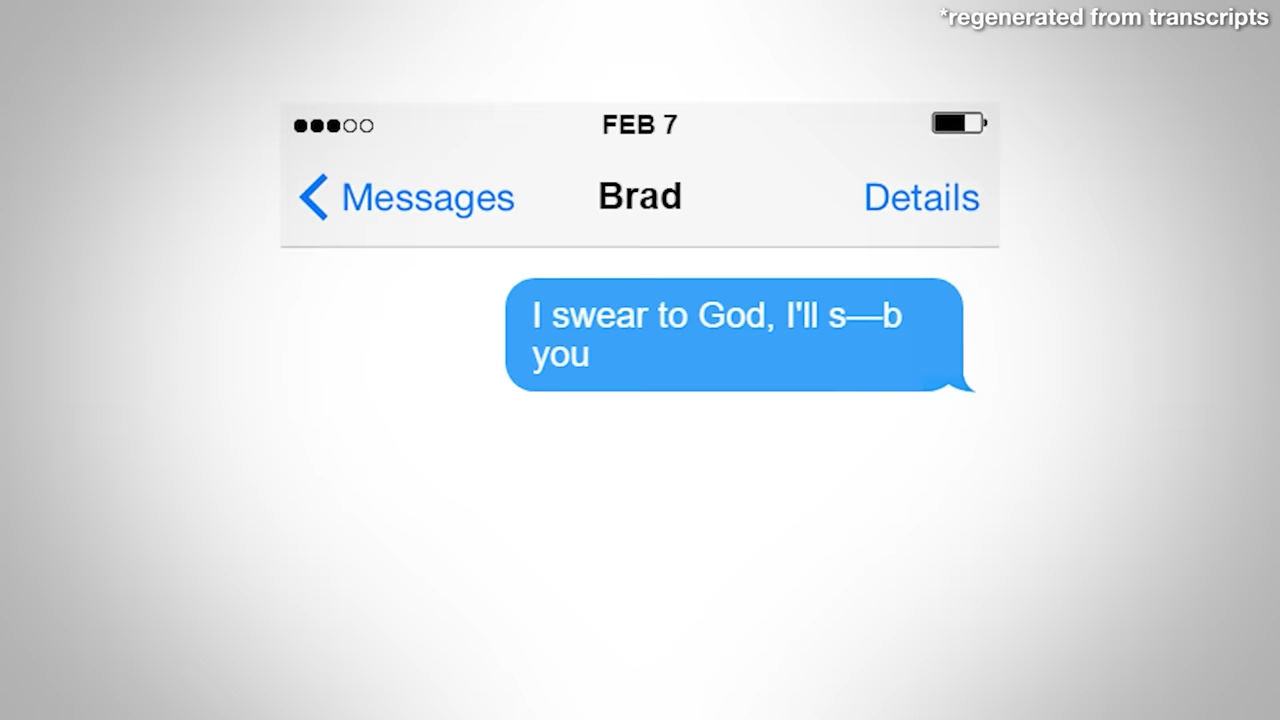 *regenerated from transcripts
FEB 7
Messages
Brad
Details
I swear to God, I'll s—b
you